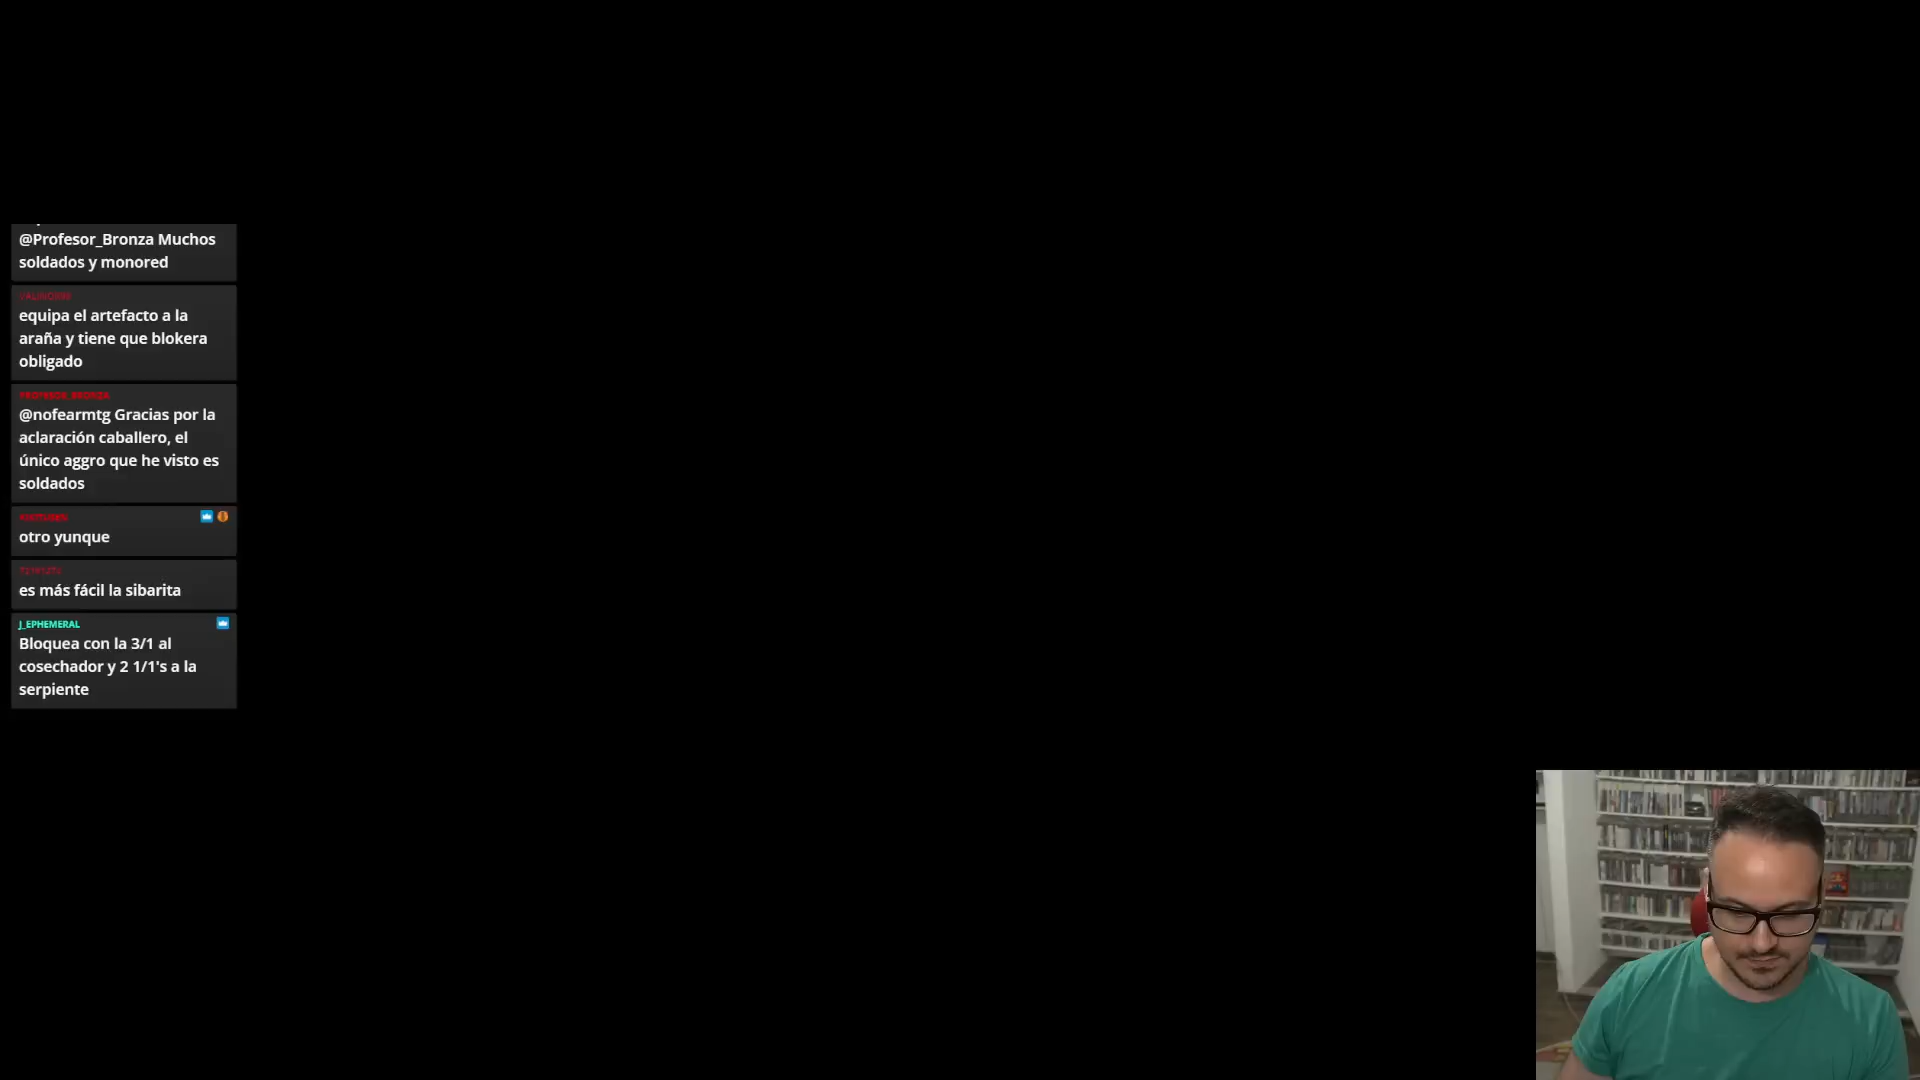 @Profesor_Bronza Muchos
soldados y monored
equipa el artefacto a la
araña y tiene que blokera
obligado
PROFESOR_BRONZA
@nofearmtg Gracias por la
aclaración caballero, el
único aggro que he visto es
soldados
otro yunque
es más fácil la sibarita
J_EPHEMERAL
Bloquea con la 3/1 al
cosechador y 2 1/1's a la
serpiente